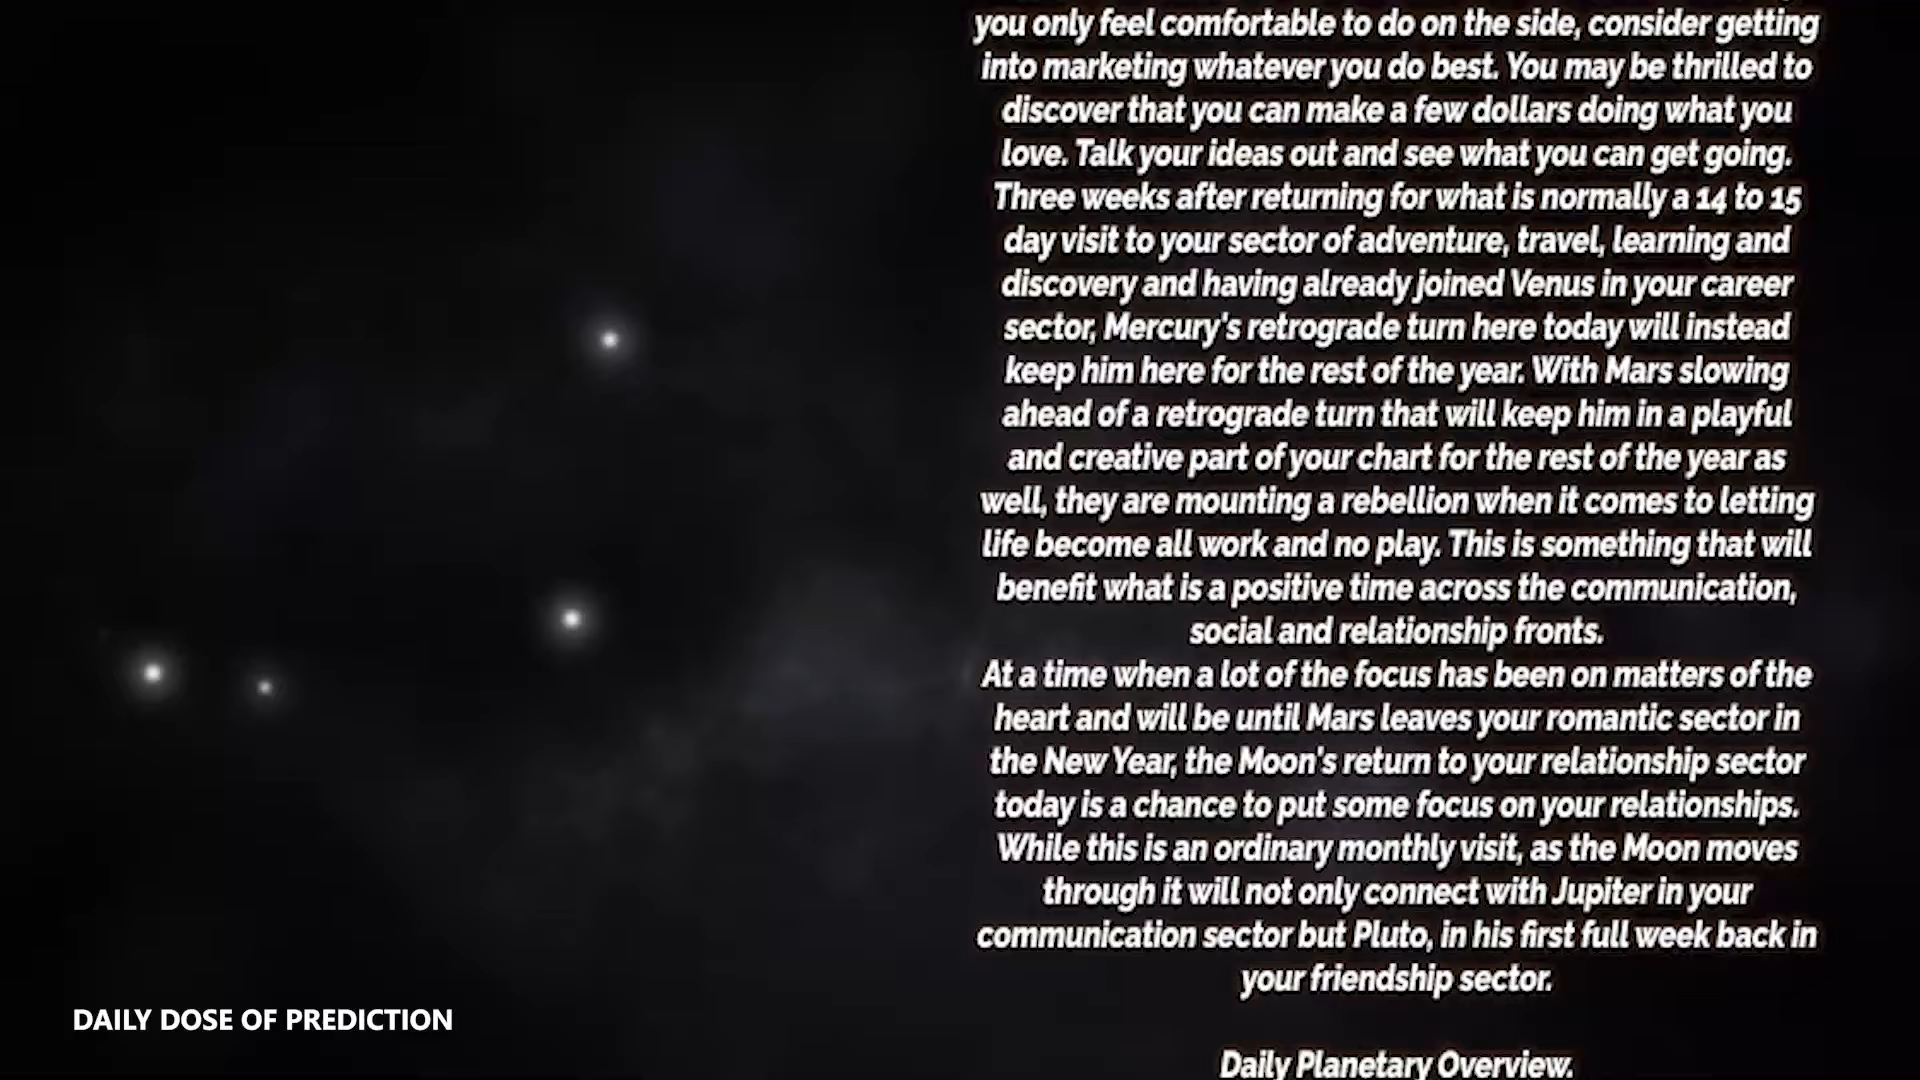 you only feel comfortable to do on the side, consider getting
into marketing whatever you do best. You may be thrilled to
discover that you can make a few dollars doing what you
love. Talk your ideas out and see what you can get going.
Three weeks after returning for what is normally a 14 to 15
day visit to your sector of adventure, travel, learning and
discovery and having already joined Venus in your career
sector, Mercury's retrograde turn here today will instead
keep him here for the rest of the year. With Mars slowing
ahead of a retrograde turn that will keep him in a playful
and creative part of your chart for the rest of the year as
well, they are mounting a rebellion when it comes to letting
life become all work and no play. This is something that will
benefit what is a positive time across the communication,
social and relationship fronts.
At a time when a lot of the focus has been on matters of the
heart and will be until Mars leaves your romantic sector in
the New Year, the Moon's return to your relationship sector
today is a chance to put some focus on your relationships.
While this is an ordinary monthly visit, as the Moon moves
through it will not only connect with Jupiter in your
communication sector but Pluto, in his first full week back in
your friendship sector.
Daily Planetary Overview.
DAILY DOSE OF PREDICTION